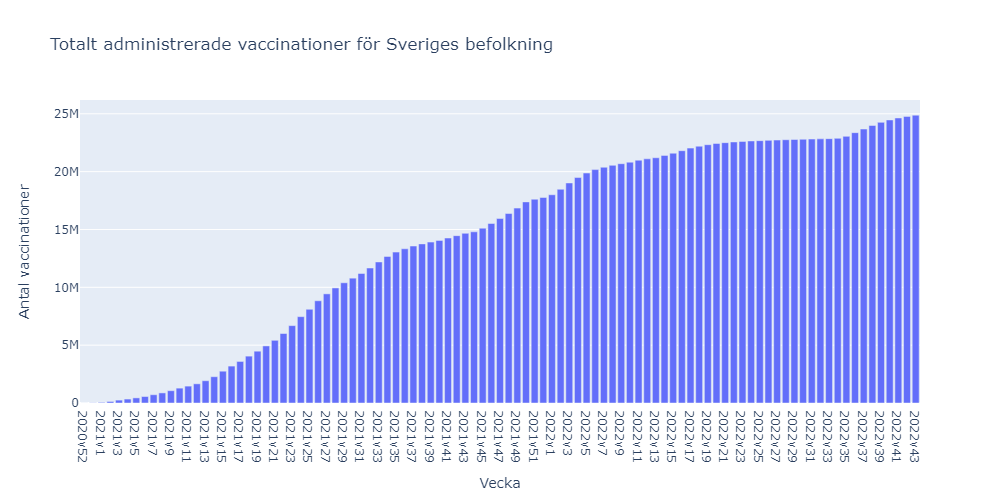 Totalt administrerade vaccinationer för Sveriges befolkning
25M
20M
15M
10M
5M
0
Antal vaccinationer
2020v52
2021v1
2021v3
2021v5
2021v7
2021v9
2021v11
2021v13
2021v15
2021v17
2021v19
2021v21
2021v23
2021v25
2021v27
2021v29
2021v31
2021v33
2021v35
2021v37
2021v39
2021v41
2021v43
2021v45
2021v47
2021v49
2021v51
2022v1
2022v3
2022v5
2022v7
2022v9
2022v11
2022v13
2022v15
2022v17
2022v19
2022v21
2022v23
2022v25
2022v27
2022v29
2022v31
2022v33
2022v35
2022v37
2022v39
2022v41
2022v43
Vecka